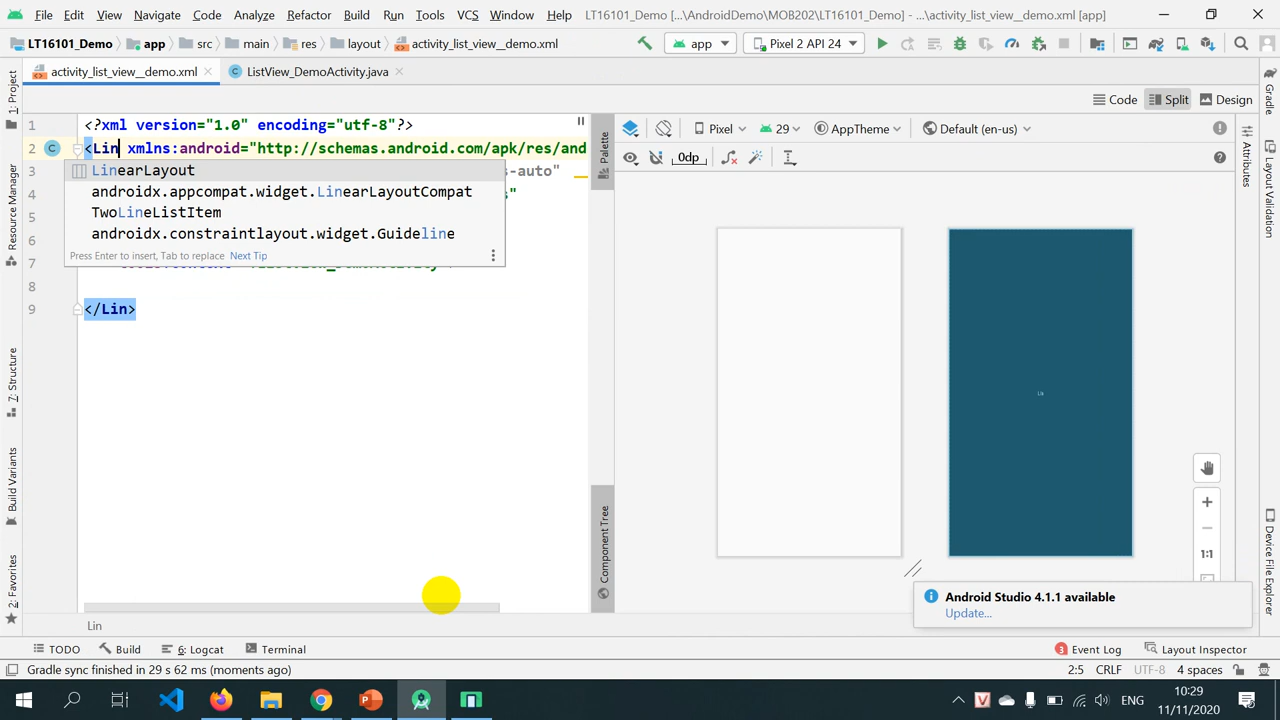 File Edit View Navigate Code Analyze Refactor Build Run Tools VCS Window Help LT16101_Demo [...\AndroidDemo\MOB202\LT16101_Demo] - ...\activity_list_view__demo.xml [app]
LT16101_Demo app src main res layout activity_list_view__demo.xml app Pixel 2 API 24
activity_list_view__demo.xml ListView_DemoActivity.java
Code Split Design
1 <?xml version="1.0" encoding="utf-8"?>
2 <Lin xmlns:android="http://schemas.android.com/apk/res/and
3 s-auto"
4 "
5
6
7
8
9 </Lin>
LinearLayout
androidx.appcompat.widget.LinearLayoutCompat
TwoLineListItem
androidx.constraintlayout.widget.Guideline
Press Enter to insert, Tab to replace Next Tip
Pixel 29 AppTheme Default (en-us)
0dp
Lin
1:1
Android Studio 4.1.1 available
Update...
1: Project
Resource Manager
7: Structure
Build Variants
2: Favorites
Palette
Component Tree
Attributes
Gradle
Layout Validation
Device File Explorer
Lin
TODO Build 6: Logcat Terminal 3 Event Log Layout Inspector
Gradle sync finished in 29 s 62 ms (moments ago) 2:5 CRLF UTF-8 4 spaces
V ENG 10:29
11/11/2020